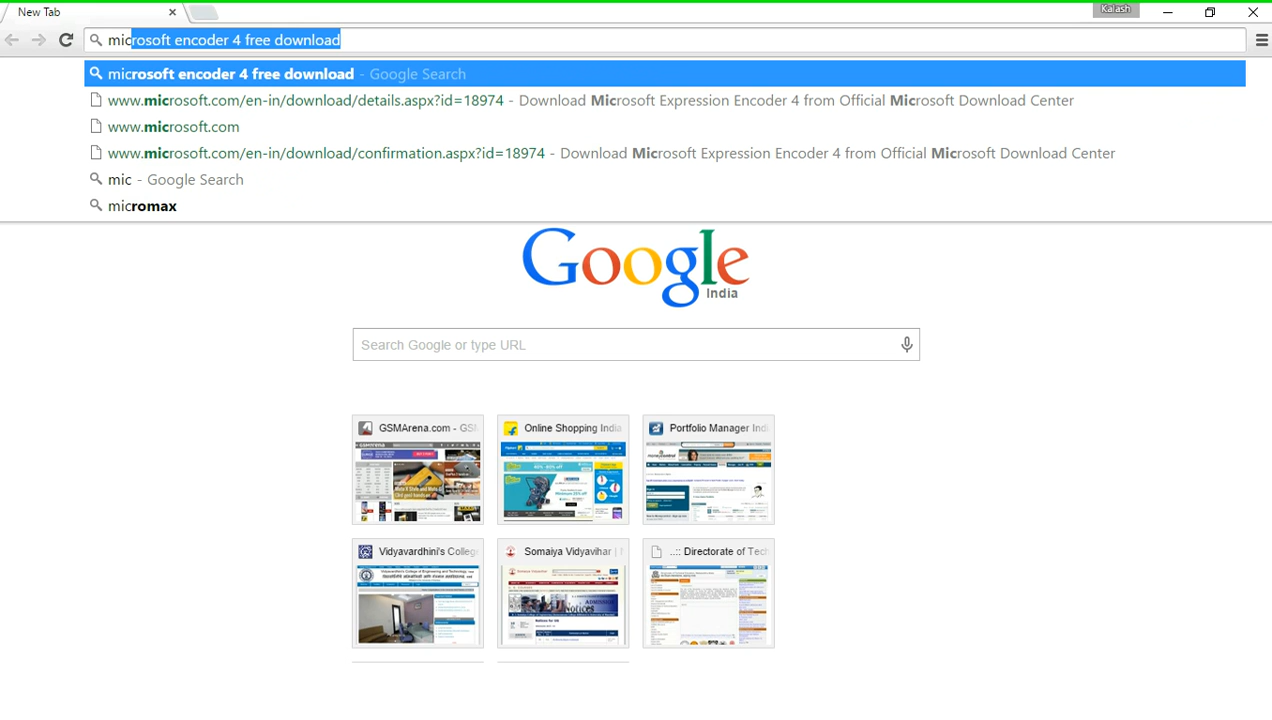 New Tab
Kalash
microsoft encoder 4 free download
microsoft encoder 4 free download - Google Search
www.microsoft.com/en-in/download/details.aspx?id=18974 - Download Microsoft Expression Encoder 4 from Official Microsoft Download Center
www.microsoft.com
www.microsoft.com/en-in/download/confirmation.aspx?id=18974 - Download Microsoft Expression Encoder 4 from Official Microsoft Download Center
mic - Google Search
micromax
Google
India
Search Google or type URL
GSMArena.com - GSM
Online Shopping India
Portfolio Manager Indi
Vidyavardhini's College
Somaiya Vidyavihar |
..:: Directorate of Tech